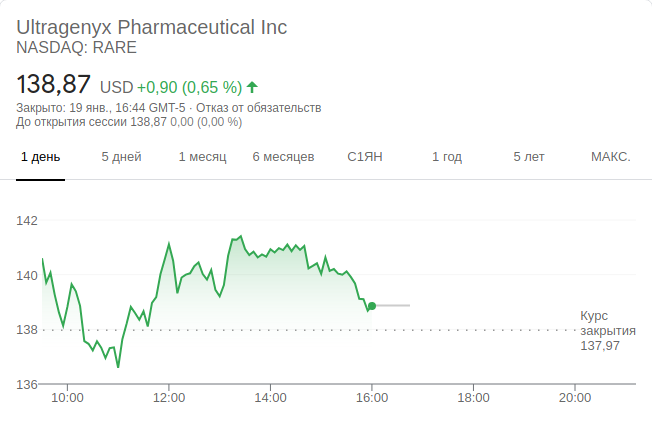 Ultragenyx Pharmaceutical Inc
NASDAQ: RARE
138,87 USD +0,90 (0,65 %)
Закрыто: 19 янв., 16:44 GMT-5 · Отказ от обязательств
До открытия сессии 138,87 0,00 (0,00 %)
1 день 5 дней 1 месяц 6 месяцев С1ЯН 1 год 5 лет МАКС.
142
140
138
Курс
закрытия
137,97
136
10:00 12:00 14:00 16:00 18:00 20:00